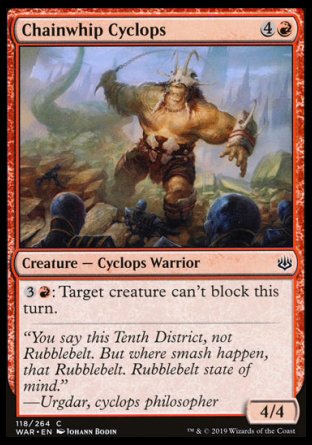 Chainwhip Cyclops 4
Creature — Cyclops Warrior
3 : Target creature can't block this
turn.
"You say this Tenth District, not
Rubblebelt. But where smash happen,
that Rubblebelt. Rubblebelt state of
mind."
—Urgdar, cyclops philosopher
4/4
118/264 C
WAR • EN Johann Bodin
™ & © 2019 Wizards of the Coast